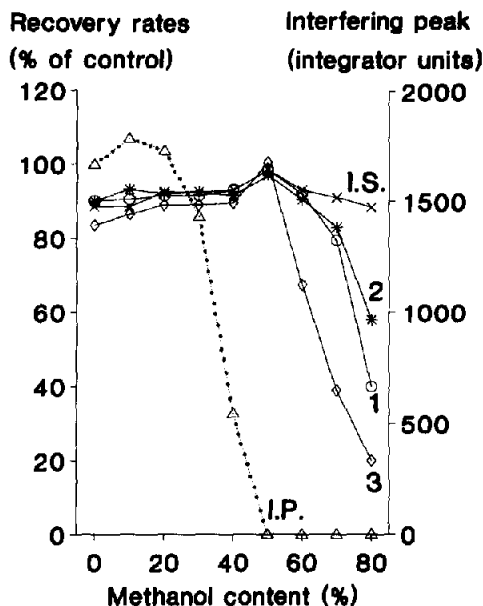 Recovery rates
(% of control)
Interfering peak
(integrator units)
120
100
80
60
40
20
0
2000
1500
1000
500
0
I.S.
2
1
3
I.P.
0 20 40 60 80
Methanol content (%)